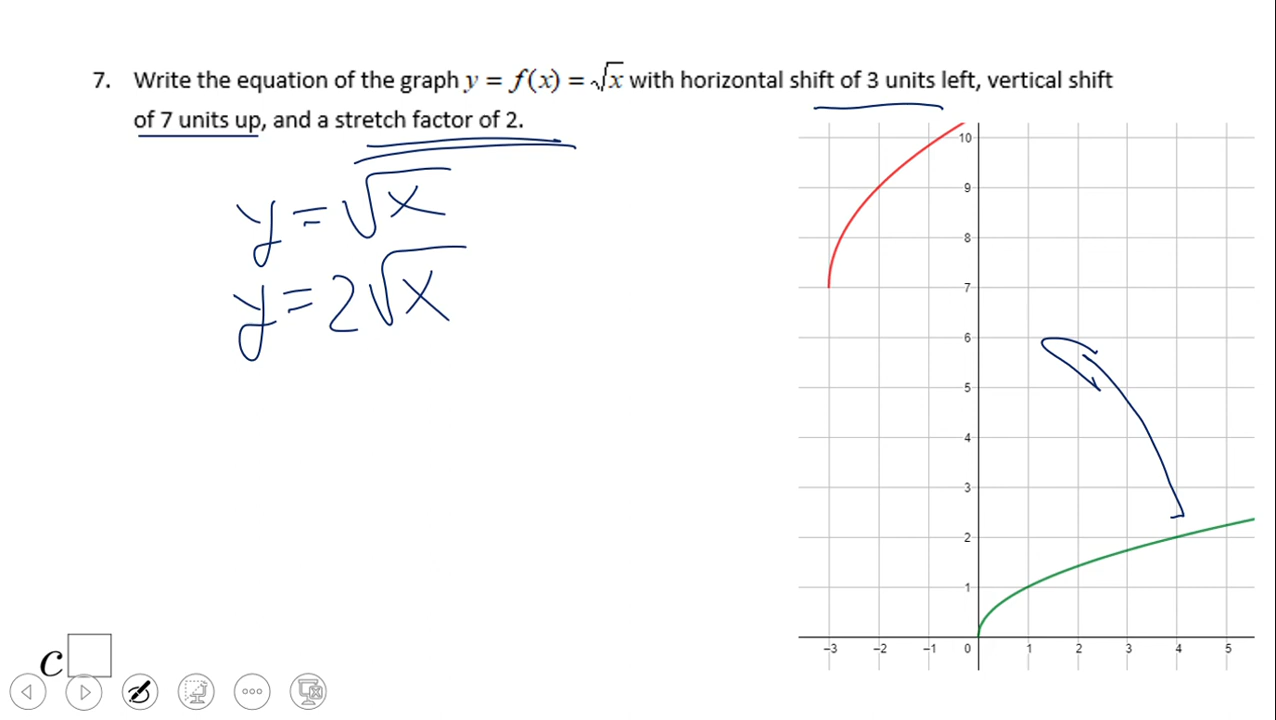 7. Write the equation of the graph y = f(x) = √x with horizontal shift of 3 units left, vertical shift
of 7 units up, and a stretch factor of 2.
y = √x
y = 2√x
10
9
8
7
6
5
4
3
2
1
-3 -2 -1 0 1 2 3 4 5
c